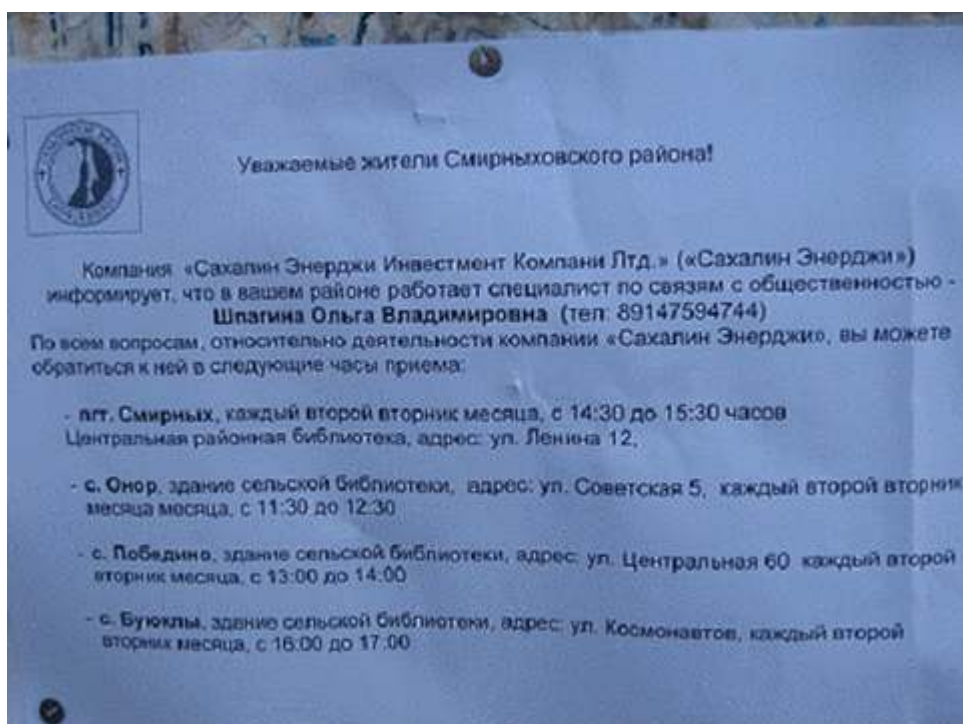 Уважаемые жители Смирныховского района!
Компания «Сахалин Энерджи Инвестмент Компани Лтд.» («Сахалин Энерджи»)
информирует, что в вашем районе работает специалист по связям с общественностью -
Шпагина Ольга Владимировна (тел: 89147594744)
По всем вопросам, относительно деятельности компании «Сахалин Энерджи», вы можете
обратиться к ней в следующие часы приема:
- пгт. Смирных, каждый второй вторник месяца, с 14:30 до 15:30 часов
Центральная районная библиотека, адрес: ул. Ленина 12,
- с. Онор, здание сельской библиотеки, адрес: ул. Советская 5, каждый второй вторник
месяца месяца, с 11:30 до 12:30
- с. Победино, здание сельской библиотеки, адрес: ул. Центральная 60 каждый второй
вторник месяца, с 13:00 до 14:00
- с. Буюклы, здание сельской библиотеки, адрес: ул. Космонавтов, каждый второй
вторник месяца, с 16:00 до 17:00